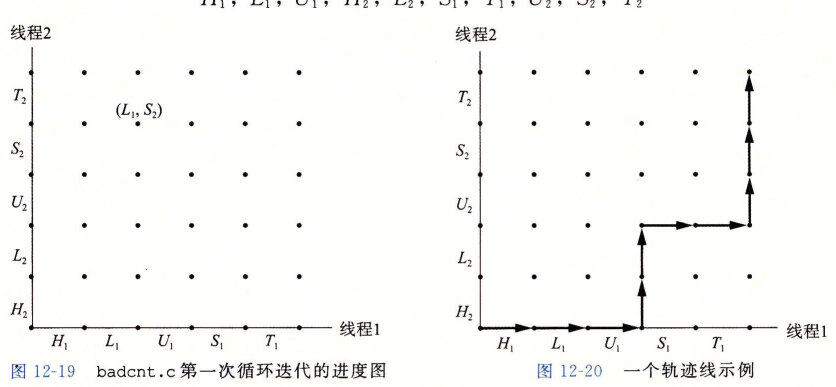 H₁, L₁, U₁, H₂, L₂, S₁, T₁, U₂, S₂, T₂
线程2
T₂
(L₁, S₂)
S₂
U₂
L₂
H₂
H₁ L₁ U₁ S₁ T₁ 线程1
图 12-19 badcnt.c 第一次循环迭代的进度图
线程2
T₂
S₂
U₂
L₂
H₂
H₁ L₁ U₁ S₁ T₁ 线程1
图 12-20 一个轨迹线示例